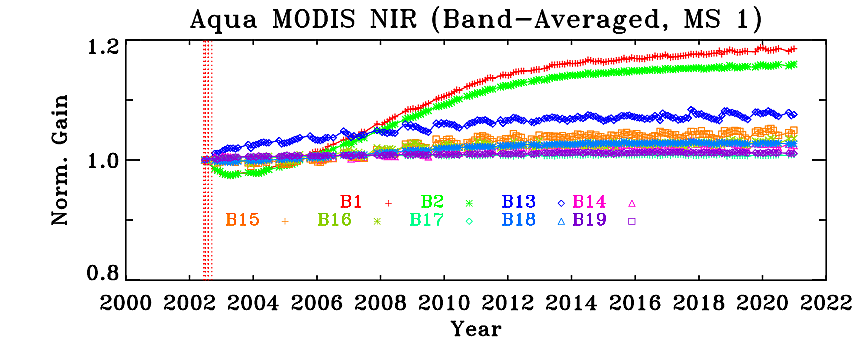 Aqua MODIS NIR (Band-Averaged, MS 1)
1.2
1.0
0.8
Norm. Gain
B1 B2 B13 B14
B15 B16 B17 B18 B19
2000 2002 2004 2006 2008 2010 2012 2014 2016 2018 2020 2022
Year